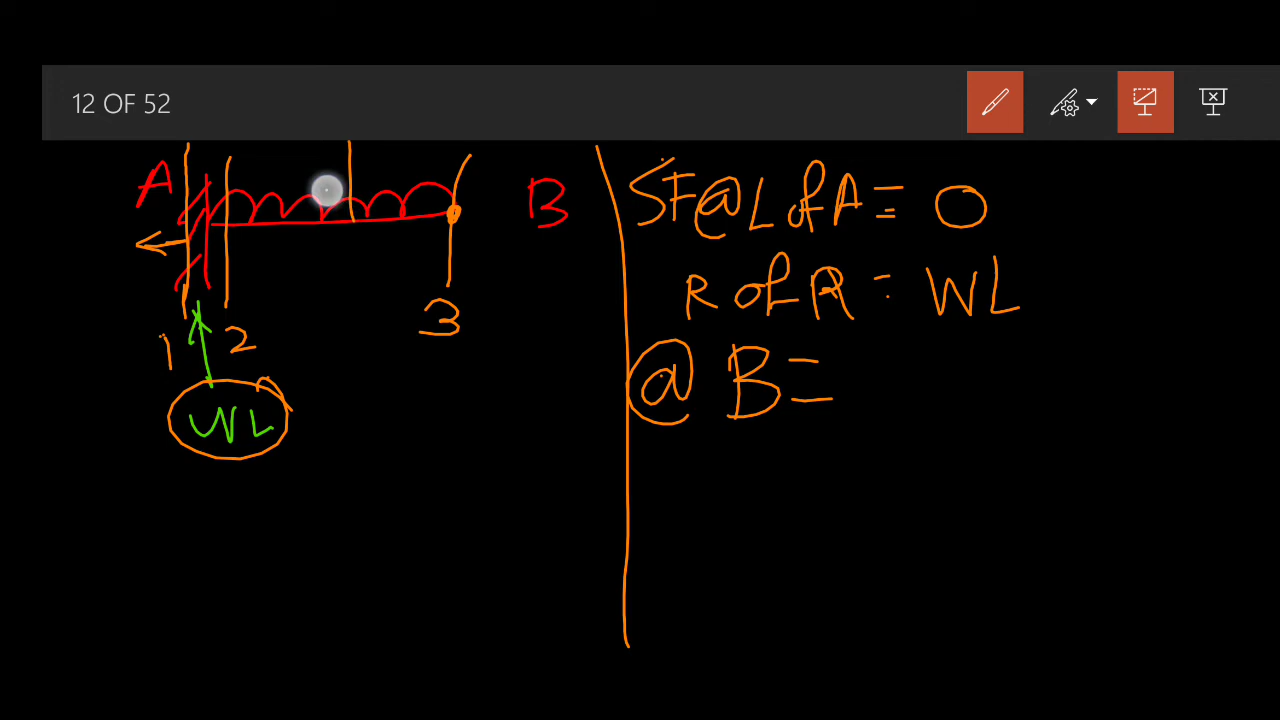 12 OF 52
A
B
1
2
3
WL
SF @ L of A = 0
R of A = WL
@ B =